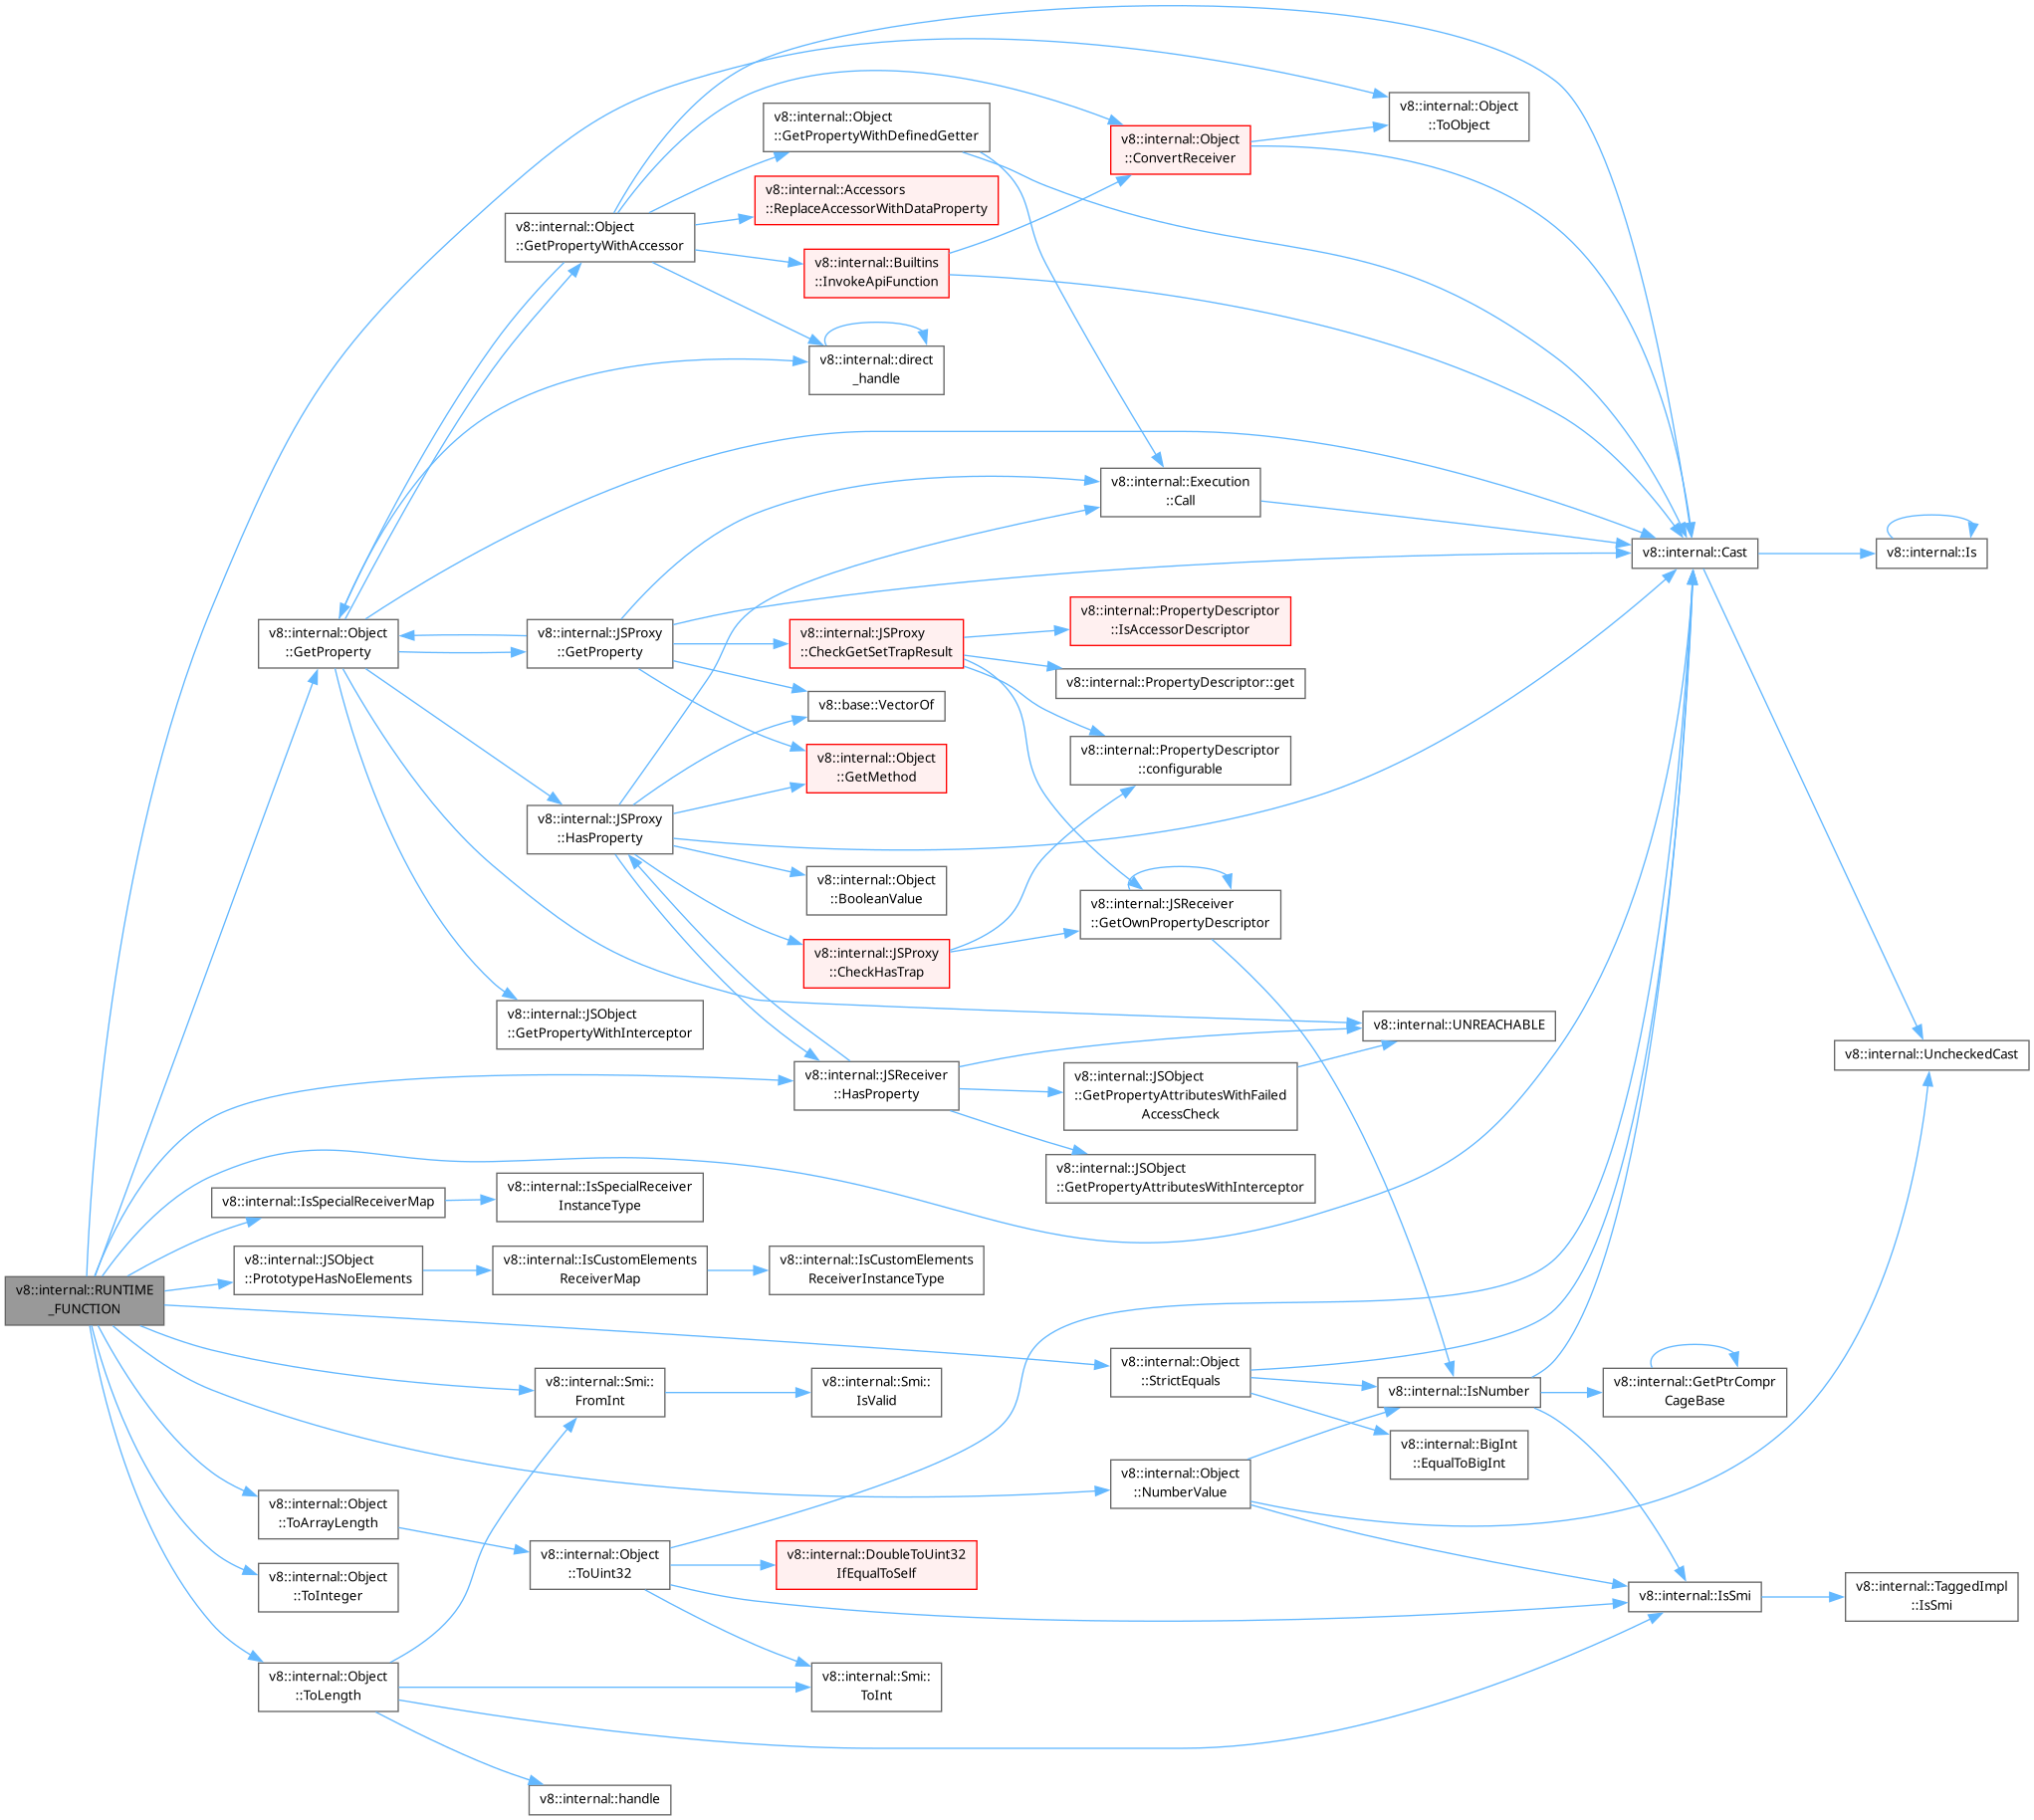 v8::internal::Object
::ToObject
v8::internal::Object
::GetPropertyWithDefinedGetter
v8::internal::Object
::ConvertReceiver
v8::internal::Accessors
::ReplaceAccessorWithDataProperty
v8::internal::Object
::GetPropertyWithAccessor
v8::internal::Builtins
::InvokeApiFunction
v8::internal::direct
_handle
v8::internal::Execution
::Call
v8::internal::Cast
v8::internal::Is
v8::internal::Object
::GetProperty
v8::internal::JSProxy
::GetProperty
v8::internal::JSProxy
::CheckGetSetTrapResult
v8::internal::PropertyDescriptor
::IsAccessorDescriptor
v8::internal::PropertyDescriptor::get
v8::base::VectorOf
v8::internal::PropertyDescriptor
::configurable
v8::internal::Object
::GetMethod
v8::internal::JSProxy
::HasProperty
v8::internal::Object
::BooleanValue
v8::internal::JSReceiver
::GetOwnPropertyDescriptor
v8::internal::JSProxy
::CheckHasTrap
v8::internal::JSObject
::GetPropertyWithInterceptor
v8::internal::UNREACHABLE
v8::internal::UncheckedCast
v8::internal::JSReceiver
::HasProperty
v8::internal::JSObject
::GetPropertyAttributesWithFailed
AccessCheck
v8::internal::JSObject
::GetPropertyAttributesWithInterceptor
v8::internal::IsSpecialReceiverMap
v8::internal::IsSpecialReceiver
InstanceType
v8::internal::RUNTIME
_FUNCTION
v8::internal::JSObject
::PrototypeHasNoElements
v8::internal::IsCustomElements
ReceiverMap
v8::internal::IsCustomElements
ReceiverInstanceType
v8::internal::Smi::
FromInt
v8::internal::Smi::
IsValid
v8::internal::Object
::StrictEquals
v8::internal::IsNumber
v8::internal::GetPtrCompr
CageBase
v8::internal::BigInt
::EqualToBigInt
v8::internal::Object
::NumberValue
v8::internal::Object
::ToArrayLength
v8::internal::Object
::ToUint32
v8::internal::DoubleToUint32
IfEqualToSelf
v8::internal::Object
::ToInteger
v8::internal::IsSmi
v8::internal::TaggedImpl
::IsSmi
v8::internal::Object
::ToLength
v8::internal::Smi::
ToInt
v8::internal::handle